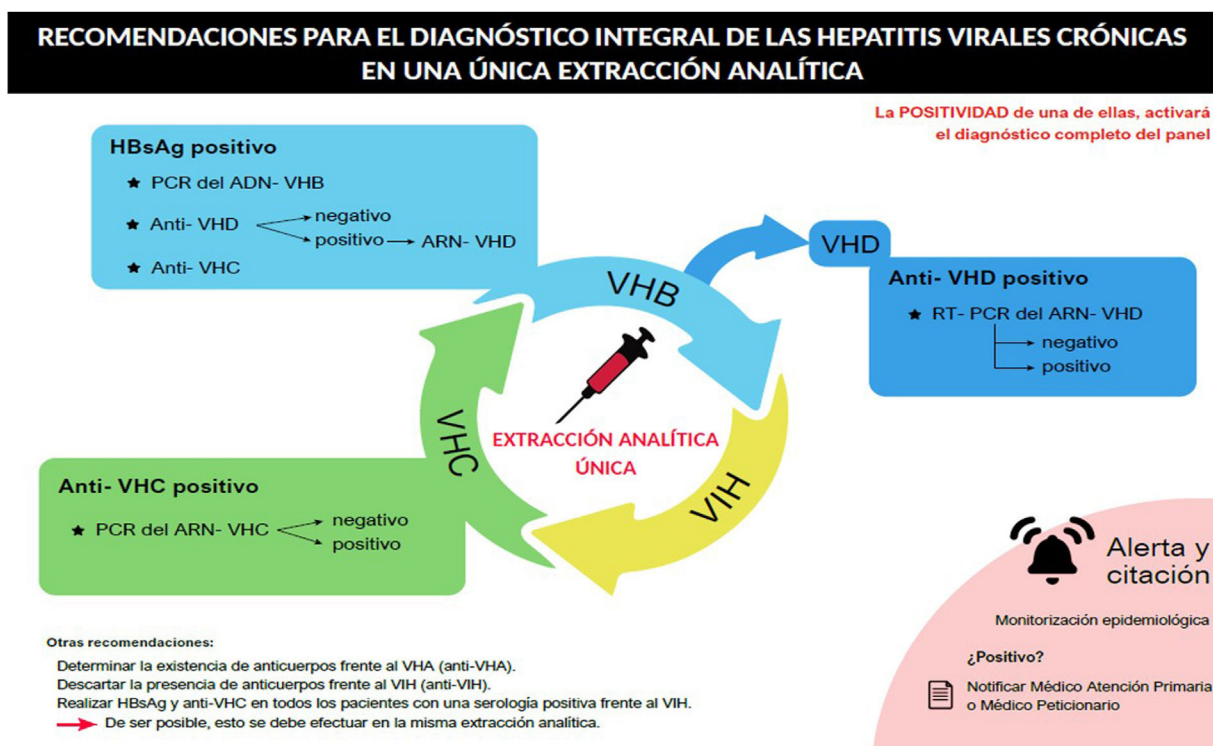 RECOMENDACIONES PARA EL DIAGNÓSTICO INTEGRAL DE LAS HEPATITIS VIRALES CRÓNICAS
EN UNA ÚNICA EXTRACCIÓN ANALÍTICA
La POSITIVIDAD de una de ellas, activará
el diagnóstico completo del panel
HBsAg positivo
★ PCR del ADN- VHB
★ Anti- VHD
negativo
positivo
ARN- VHD
★ Anti- VHC
VHB
VHD
Anti- VHD positivo
★ RT- PCR del ARN- VHD
negativo
positivo
EXTRACCIÓN ANALÍTICA
ÚNICA
VHC
VIH
Anti- VHC positivo
★ PCR del ARN- VHC
negativo
positivo
Alerta y
citación
Monitorización epidemiológica
¿Positivo?
Notificar Médico Atención Primaria
o Médico Peticionario
Otras recomendaciones:
Determinar la existencia de anticuerpos frente al VHA (anti-VHA).
Descartar la presencia de anticuerpos frente al VIH (anti-VIH).
Realizar HBsAg y anti-VHC en todos los pacientes con una serología positiva frente al VIH.
De ser posible, esto se debe efectuar en la misma extracción analítica.